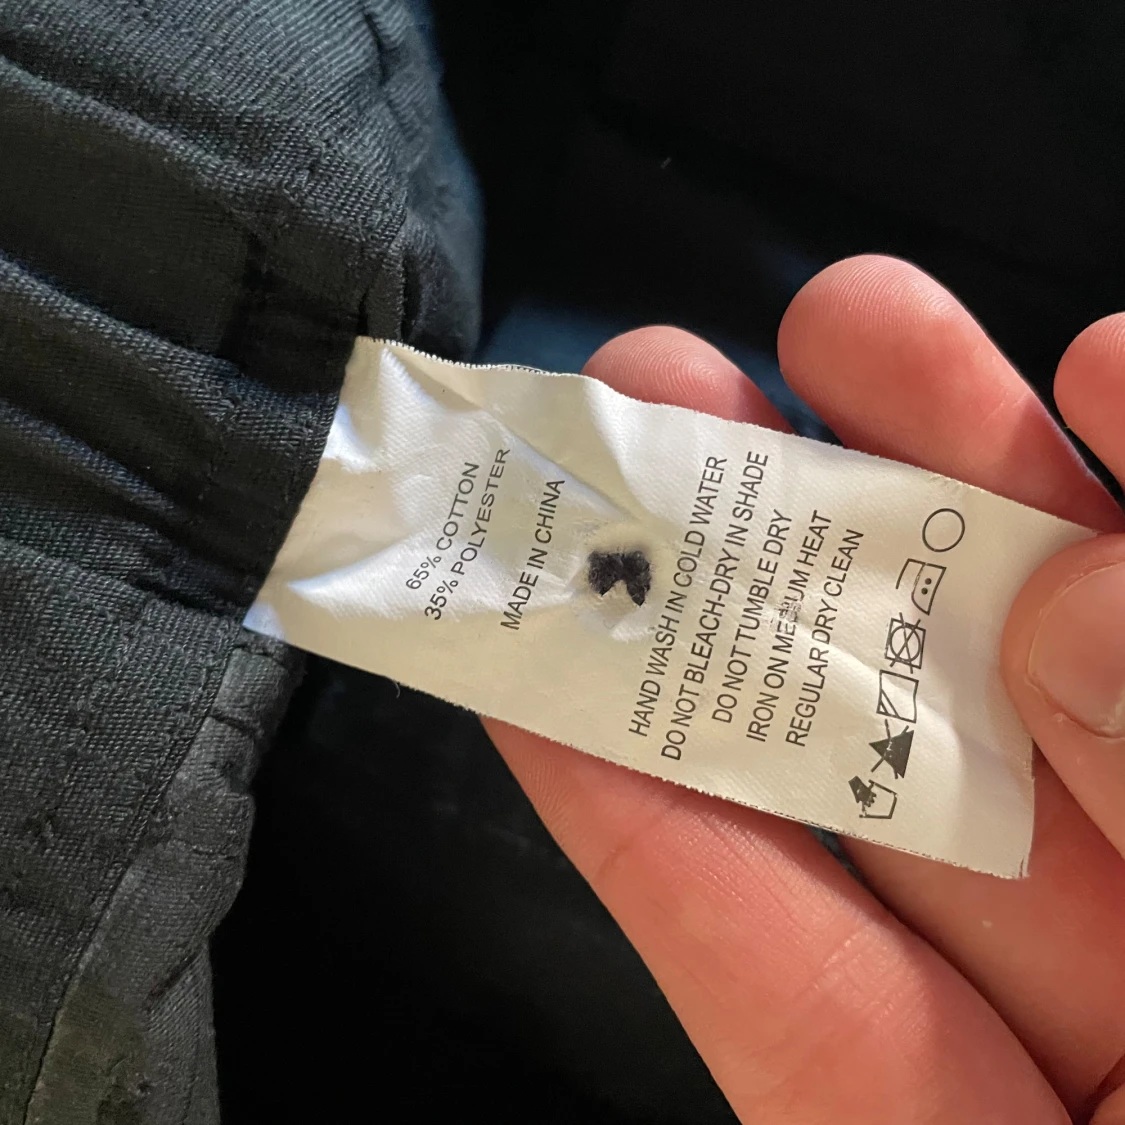 65% COTTON
35% POLYESTER
MADE IN CHINA
HAND WASH IN COLD WATER
DO NOT BLEACH-DRY IN SHADE
DO NOT TUMBLE DRY
IRON ON MEDIUM HEAT
REGULAR DRY CLEAN